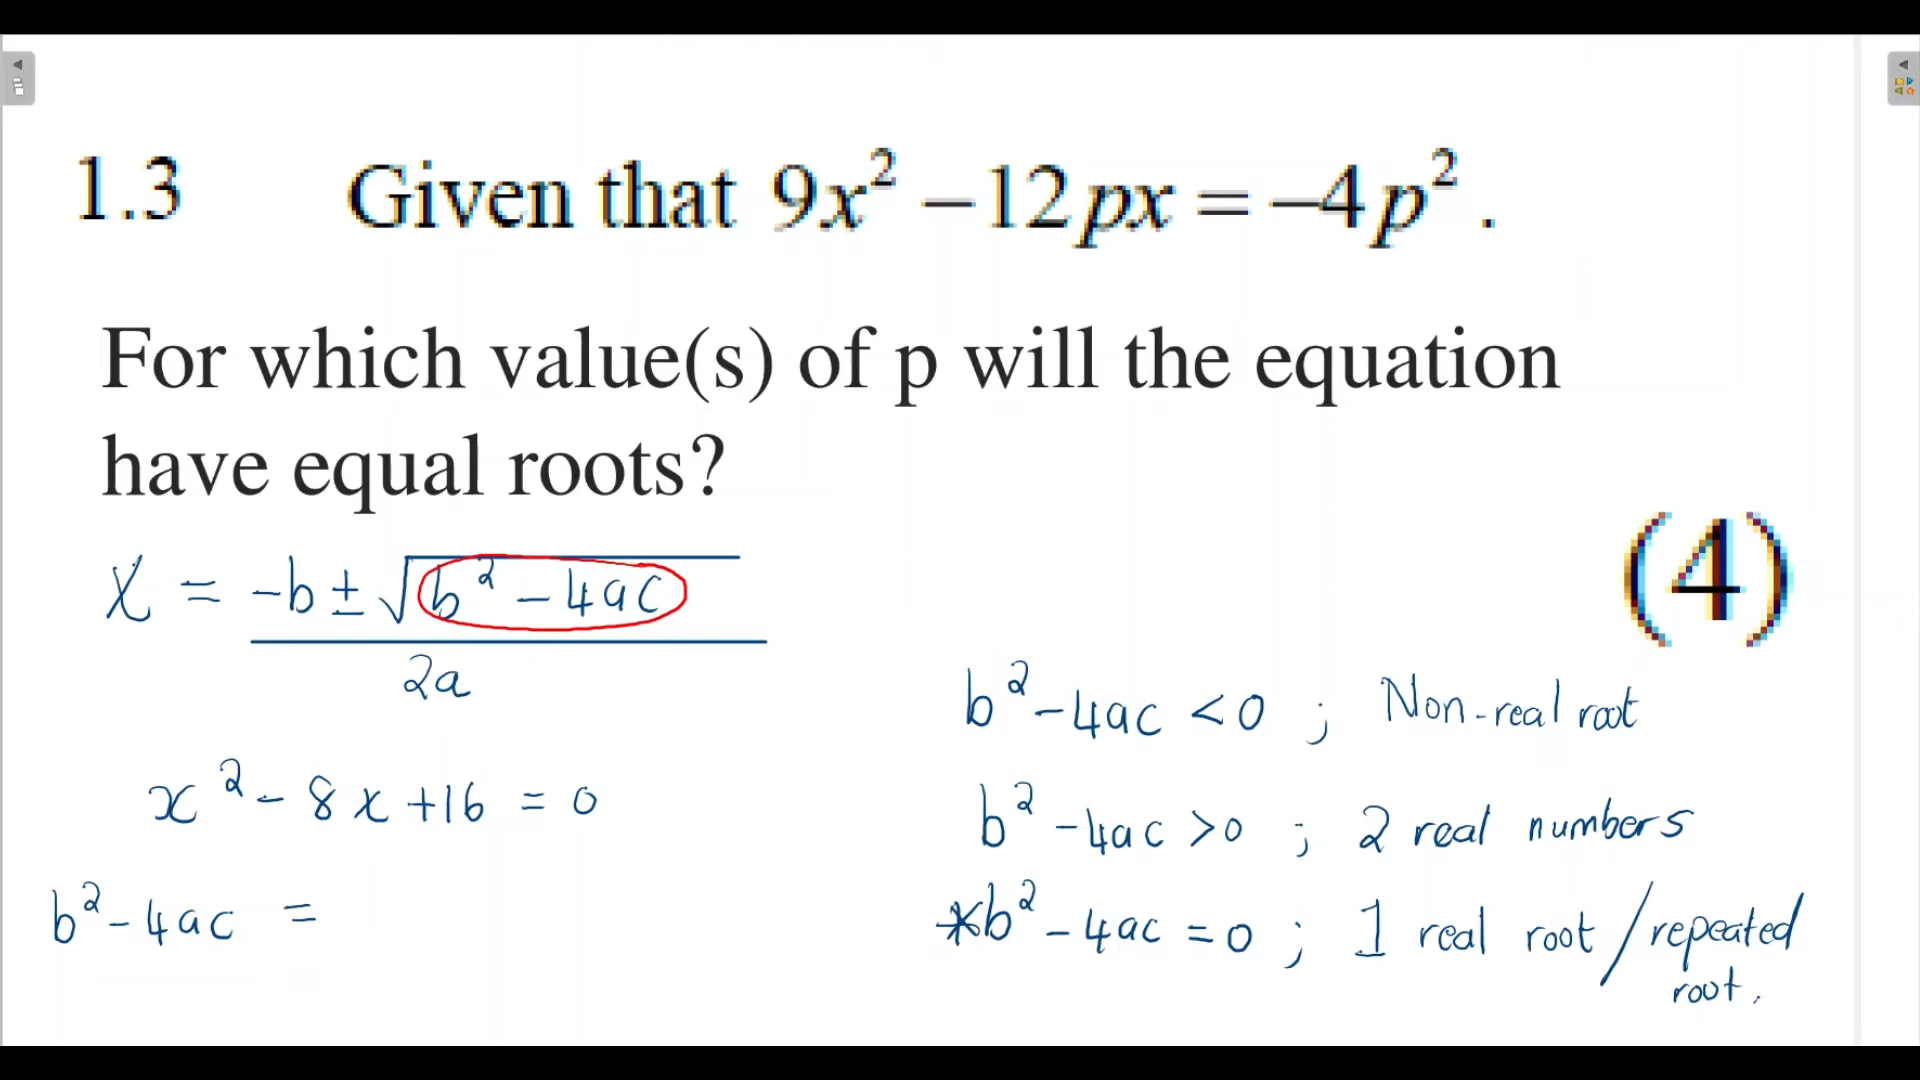 1.3 Given that 9x² − 12px = −4p².
For which value(s) of p will the equation
have equal roots?
(4)
x = -b ± √(b² - 4ac)
2a
x² - 8x + 16 = 0
b² - 4ac =
b² - 4ac < 0 ; Non-real root
b² - 4ac > 0 ; 2 real numbers
*b² - 4ac = 0 ; 1 real root / repeated
root.